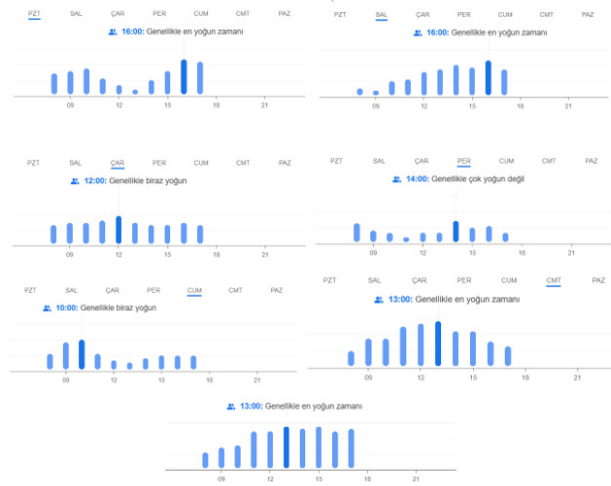 PZT SAL ÇAR PER CUM CMT PAZ
16:00: Genellikle en yoğun zamanı
09 12 15 18 21
PZT SAL ÇAR PER CUM CMT PAZ
16:00: Genellikle en yoğun zamanı
09 12 15 18 21
PZT SAL ÇAR PER CUM CMT PAZ
12:00: Genellikle biraz yoğun
09 12 15 18 21
PZT SAL ÇAR PER CUM CMT PAZ
14:00: Genellikle çok yoğun değil
09 12 15 18 21
PZT SAL ÇAR PER CUM CMT PAZ
10:00: Genellikle biraz yoğun
09 12 15 18 21
PZT SAL ÇAR PER CUM CMT PAZ
13:00: Genellikle en yoğun zamanı
09 12 15 18 21
13:00: Genellikle en yoğun zamanı
09 12 15 18 21